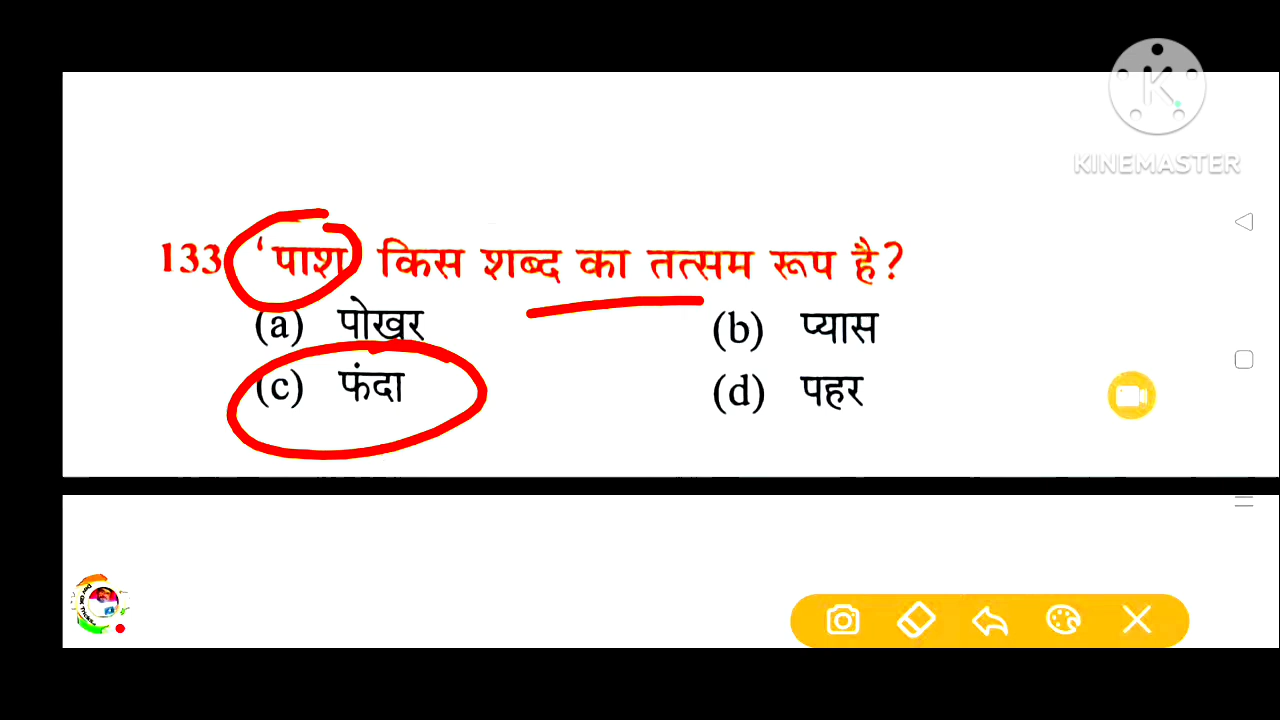 KINEMASTER
133 'पाश' किस शब्द का तत्सम रूप है?
(a) पोखर (b) प्यास
(c) फंदा (d) पहर